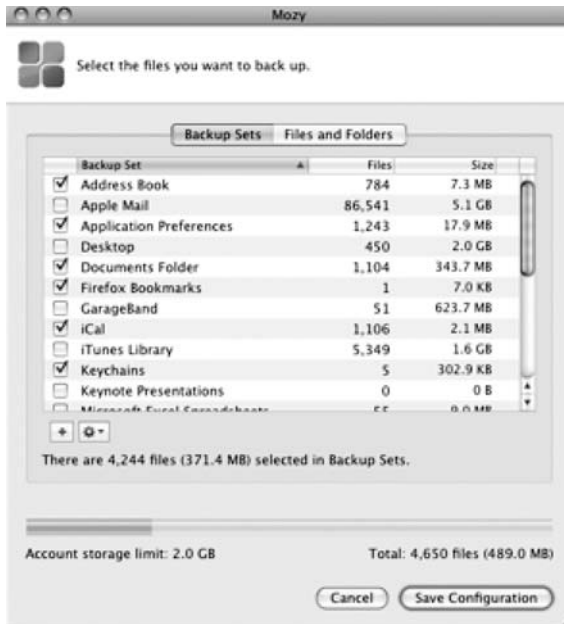 Mozy
Select the files you want to back up.
Backup Sets Files and Folders
Backup Set Files Size
Address Book 784 7.3 MB
Apple Mail 86,541 5.1 GB
Application Preferences 1,243 17.9 MB
Desktop 450 2.0 GB
Documents Folder 1,104 343.7 MB
Firefox Bookmarks 1 7.0 KB
GarageBand 51 623.7 MB
iCal 1,106 2.1 MB
iTunes Library 5,349 1.6 GB
Keychains 5 302.9 KB
Keynote Presentations 0 0 B
Microsoft Excel Spreadsheets
There are 4,244 files (371.4 MB) selected in Backup Sets.
Account storage limit: 2.0 GB Total: 4,650 files (489.0 MB)
Cancel Save Configuration